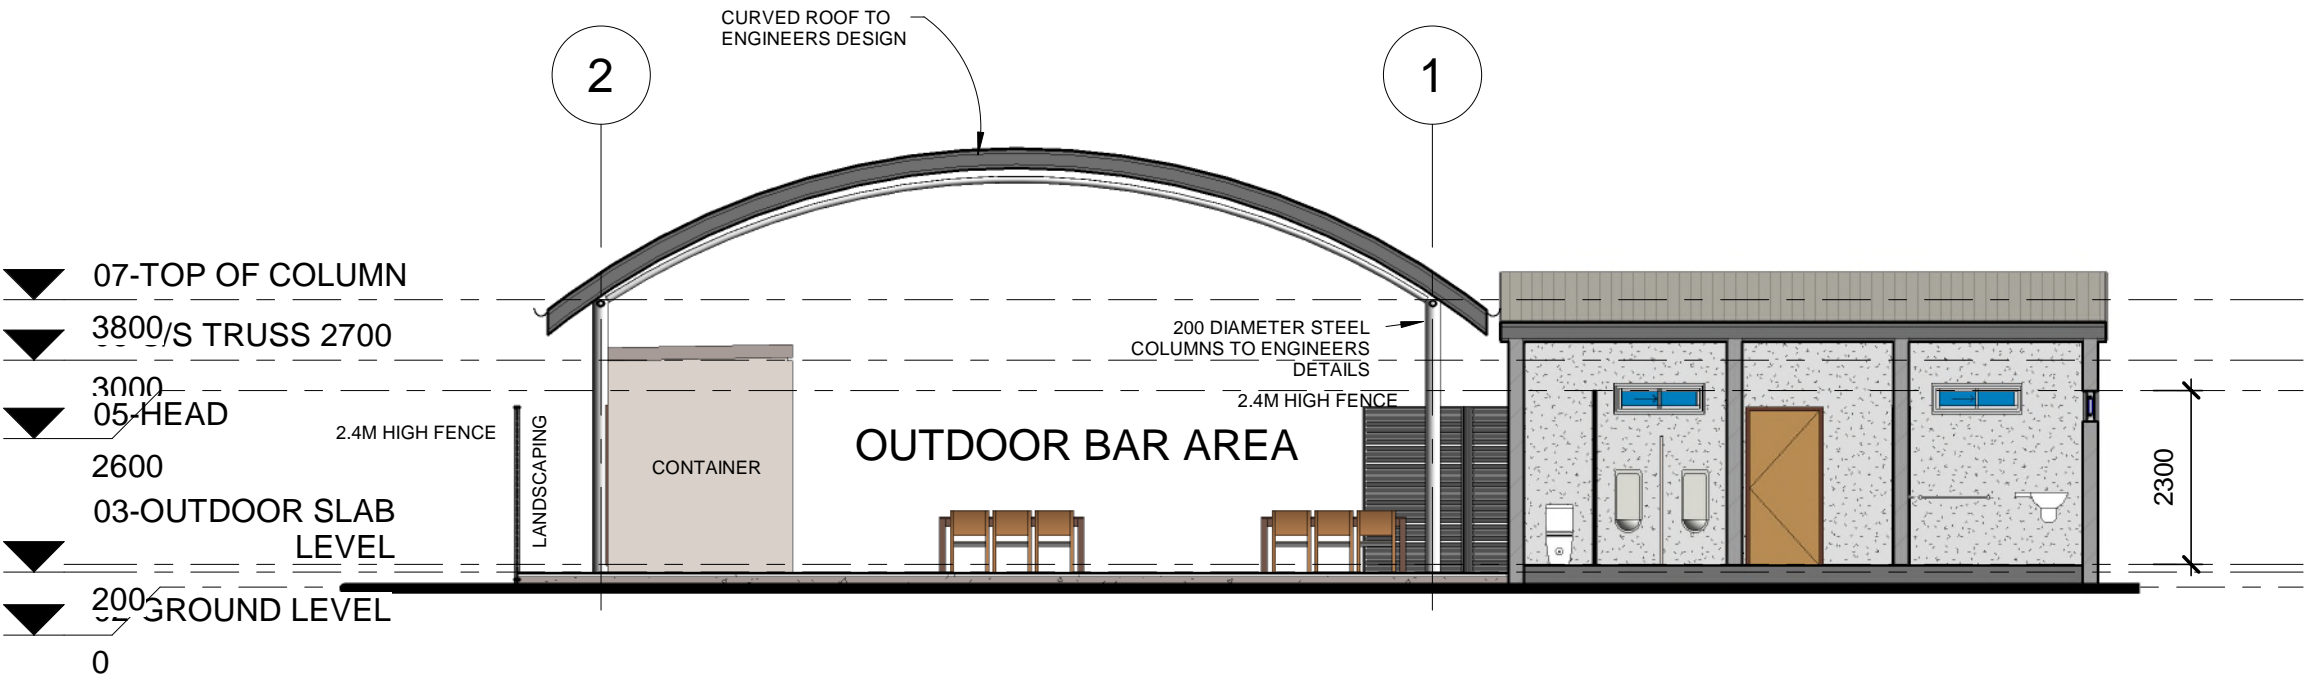 CURVED ROOF TO
ENGINEERS DESIGN
2
1
07-TOP OF COLUMN
3800
/S TRUSS 2700
3000
05-HEAD
2600
03-OUTDOOR SLAB
LEVEL
200
GROUND LEVEL
0
2.4M HIGH FENCE
LANDSCAPING
CONTAINER
OUTDOOR BAR AREA
200 DIAMETER STEEL
COLUMNS TO ENGINEERS
DETAILS
2.4M HIGH FENCE
2300